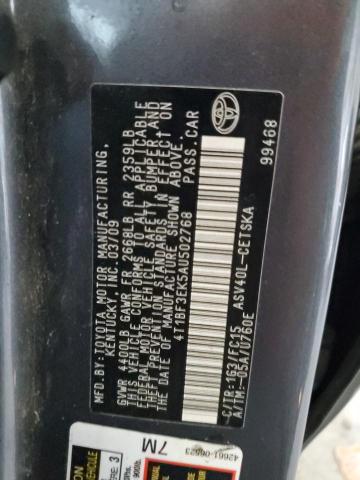 MFD. BY: TOYOTA MOTOR MANUFACTURING,
KENTUCKY, INC. 03/09
GVWR 4400LB GAWR FR 2668LB RR 2359LB
THIS VEHICLE CONFORMS TO ALL APPLICABLE
FEDERAL MOTOR VEHICLE SAFETY, BUMPER, AND
THEFT PREVENTION STANDARDS IN EFFECT ON
THE DATE OF MANUFACTURE SHOWN ABOVE.
4T1BF3EK5AU502768 PASS.CAR
C/TR:1G3/FC15 ASV40L-CETSKA
A/TM:-05A/U760E 99468
42661-06523
7M